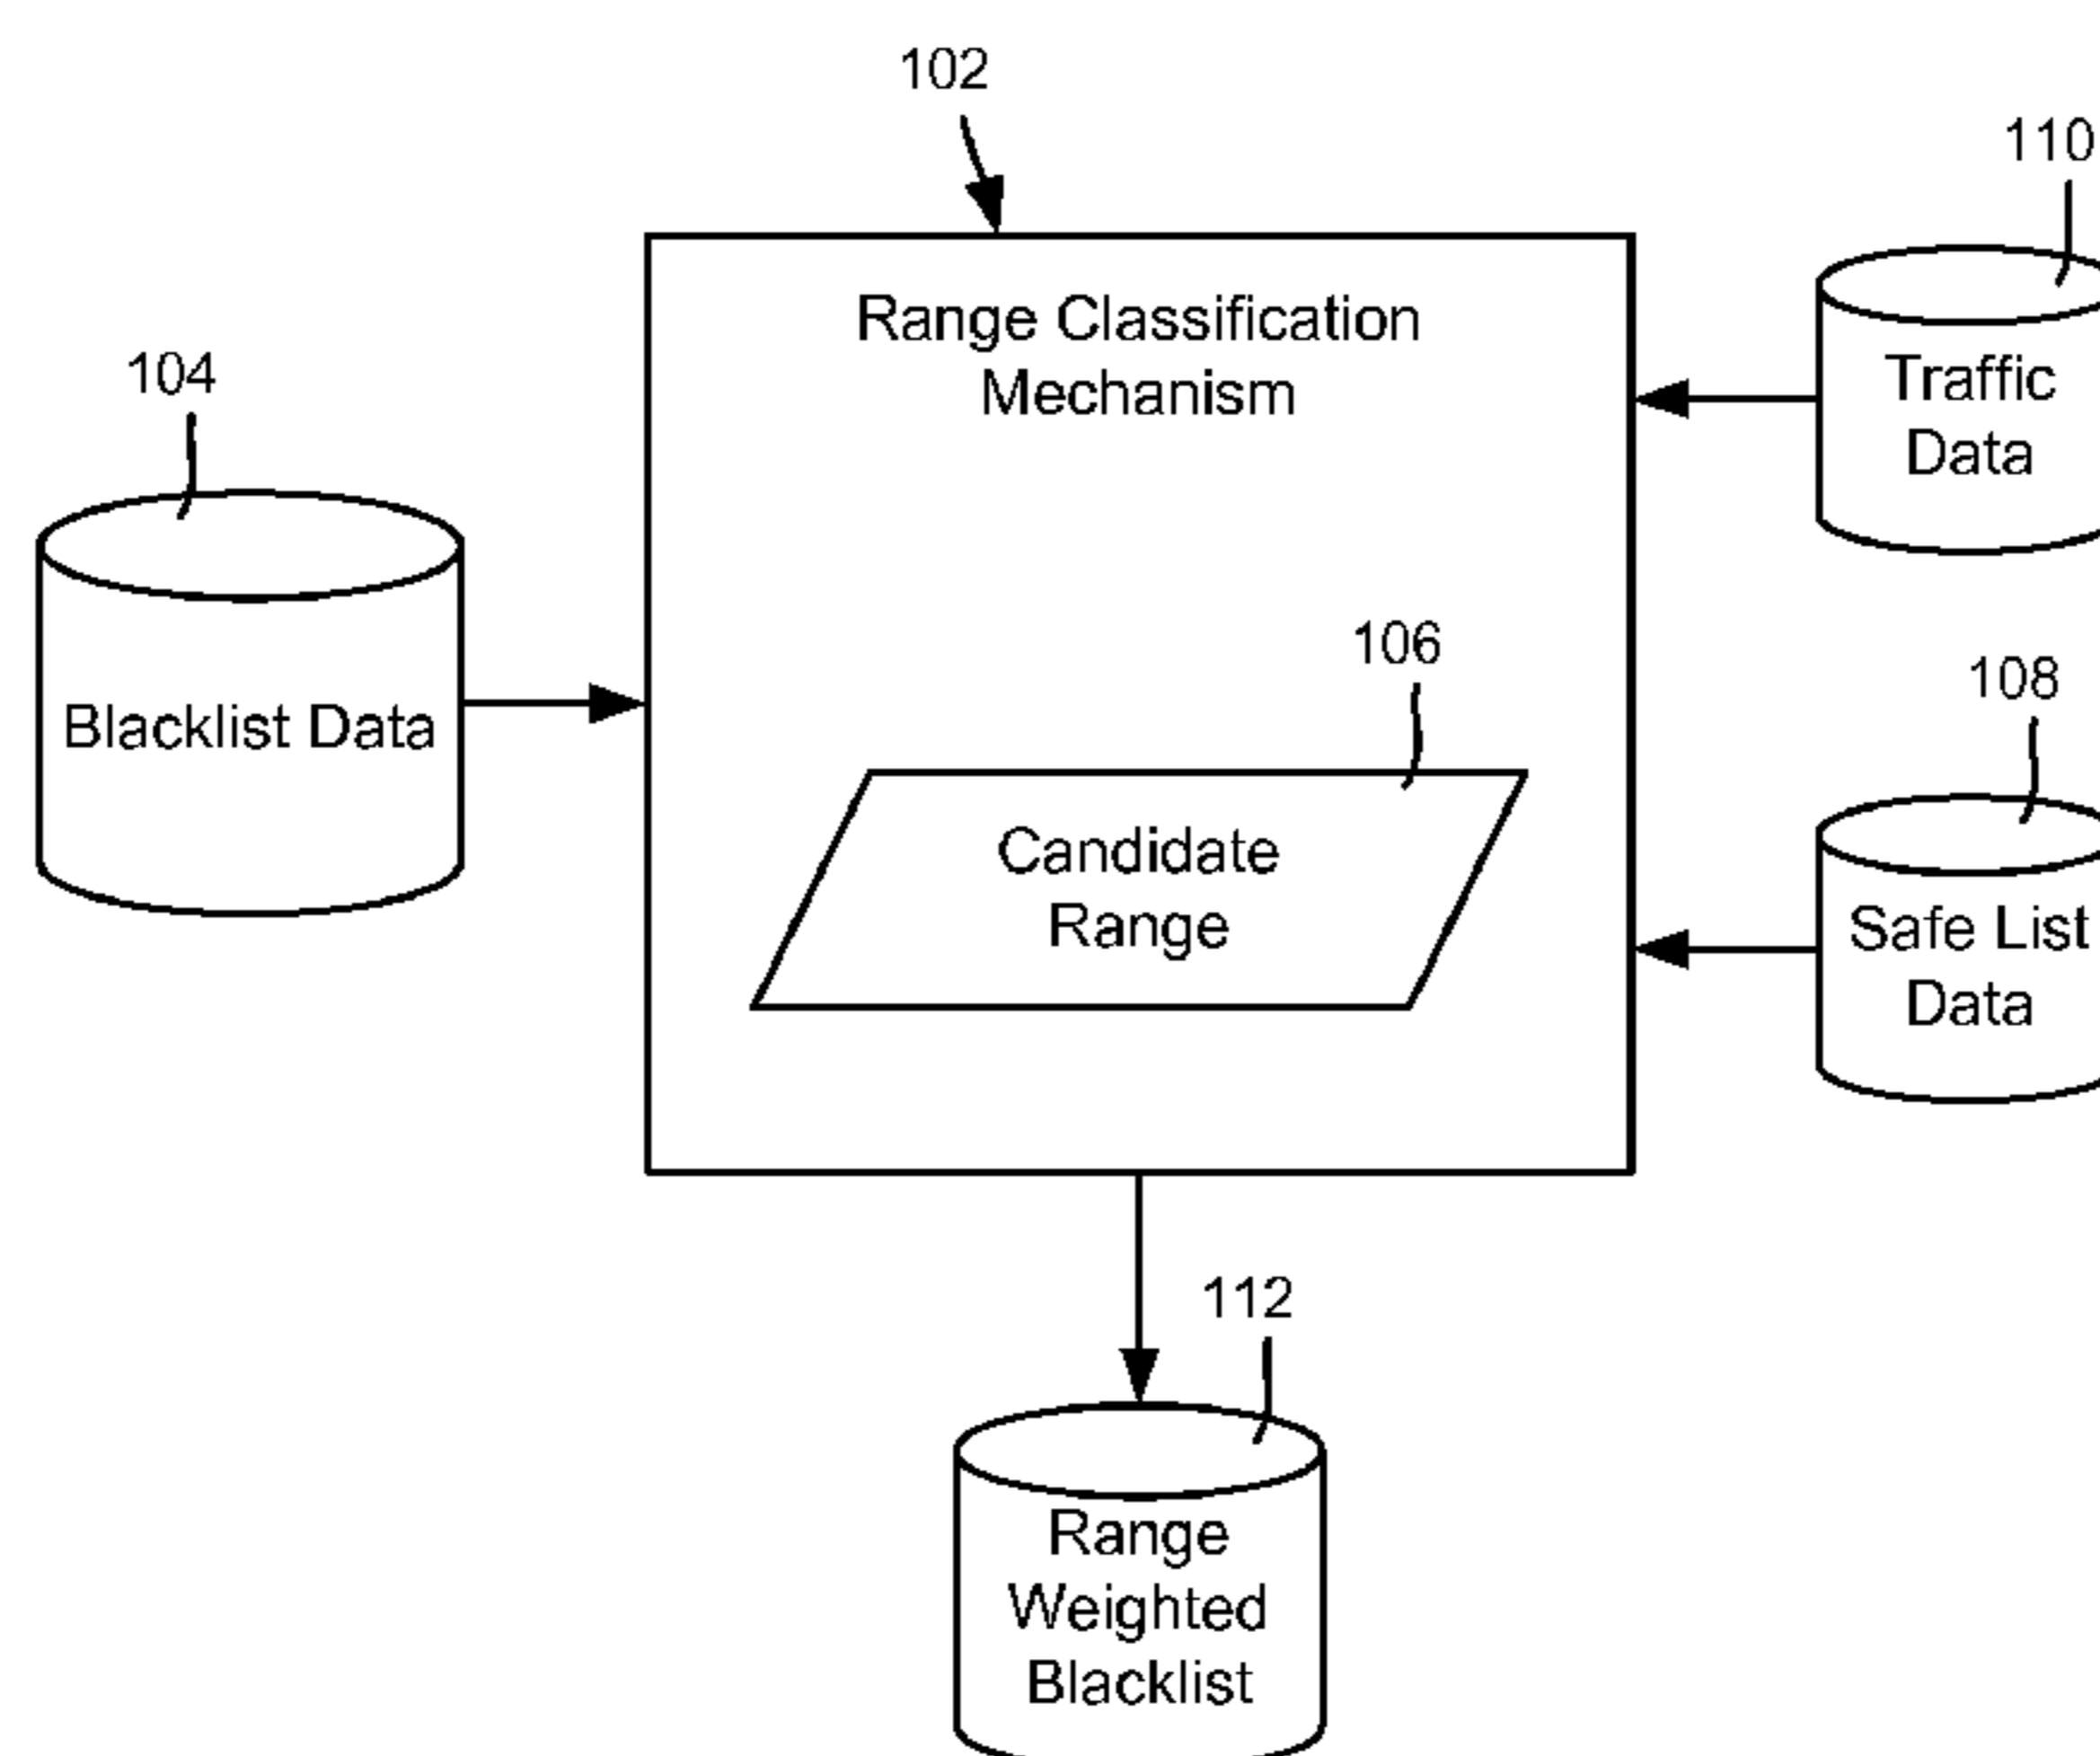 102
110
Range Classification
Mechanism
104
Traffic
Data
106
108
Blacklist Data
Candidate
Range
Safe List
Data
112
Range
Weighted
Blacklist